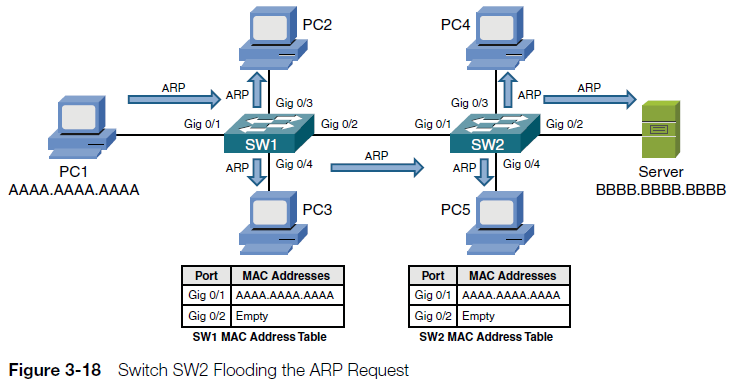 PC2
PC4
ARP
ARP
ARP
ARP
Gig 0/3
Gig 0/3
Gig 0/1
Gig 0/2
Gig 0/1
Gig 0/2
SW1
SW2
PC1
AAAA.AAAA.AAAA
ARP
Gig 0/4
ARP
ARP
Gig 0/4
Server
BBBB.BBBB.BBBB
PC3
PC5
Port MAC Addresses
Gig 0/1 AAAA.AAAA.AAAA
Gig 0/2 Empty
SW1 MAC Address Table
Port MAC Addresses
Gig 0/1 AAAA.AAAA.AAAA
Gig 0/2 Empty
SW2 MAC Address Table
Figure 3-18 Switch SW2 Flooding the ARP Request